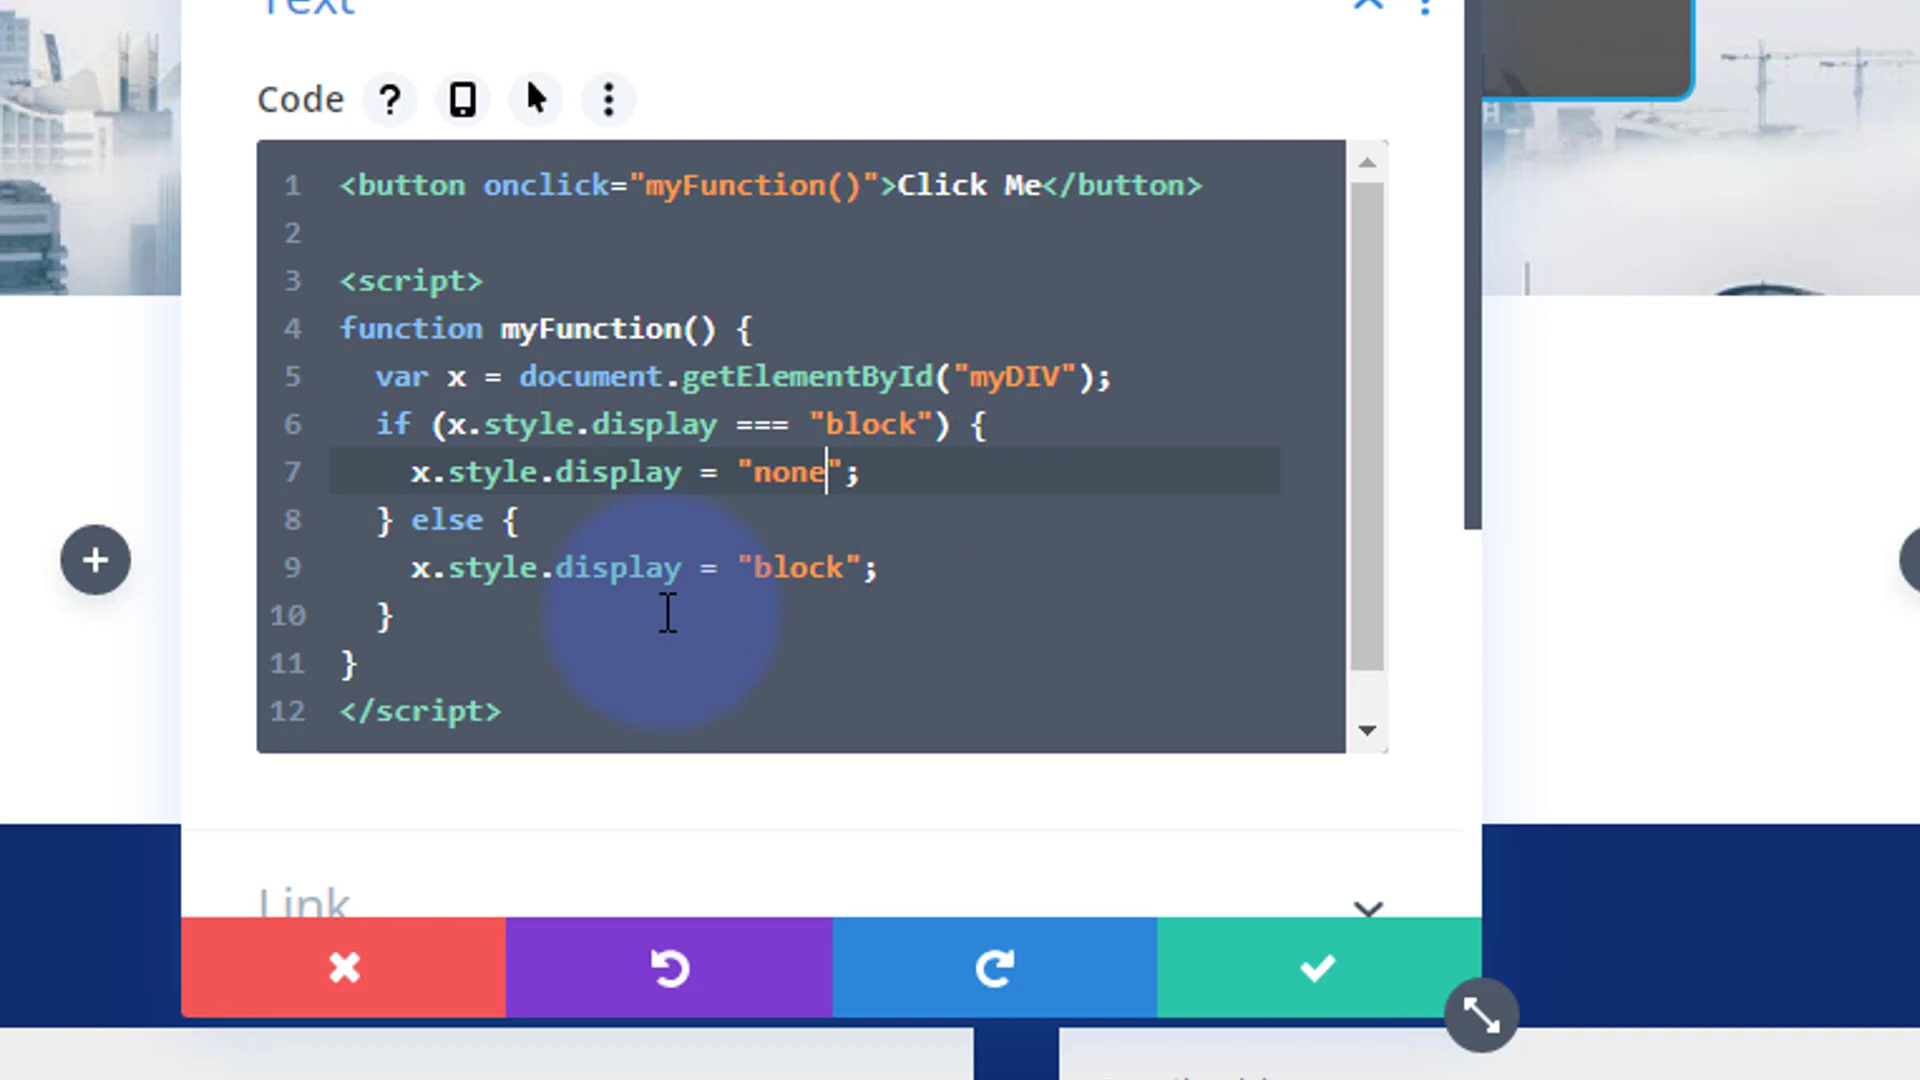 Text
Code ?
1 <button onclick="myFunction()">Click Me</button>
2
3 <script>
4 function myFunction() {
5 var x = document.getElementById("myDIV");
6 if (x.style.display === "block") {
7 x.style.display = "none";
8 } else {
9 x.style.display = "block";
10 }
11 }
12 </script>
Link